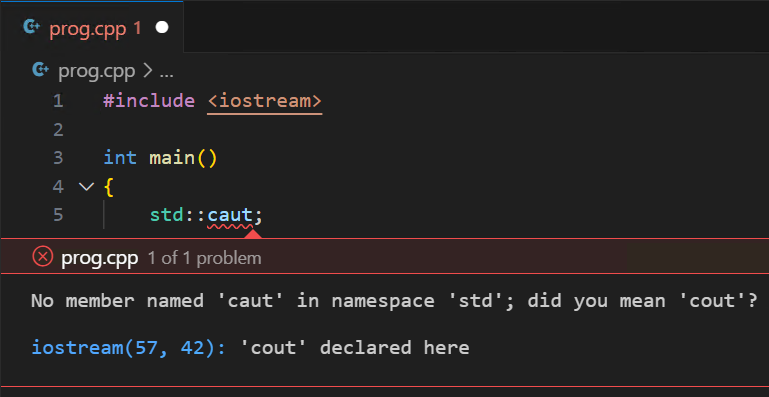 prog.cpp 1
prog.cpp > ...
1 #include <iostream>
2
3 int main()
4 {
5 std::caut;
prog.cpp 1 of 1 problem
No member named 'caut' in namespace 'std'; did you mean 'cout'?
iostream(57, 42): 'cout' declared here